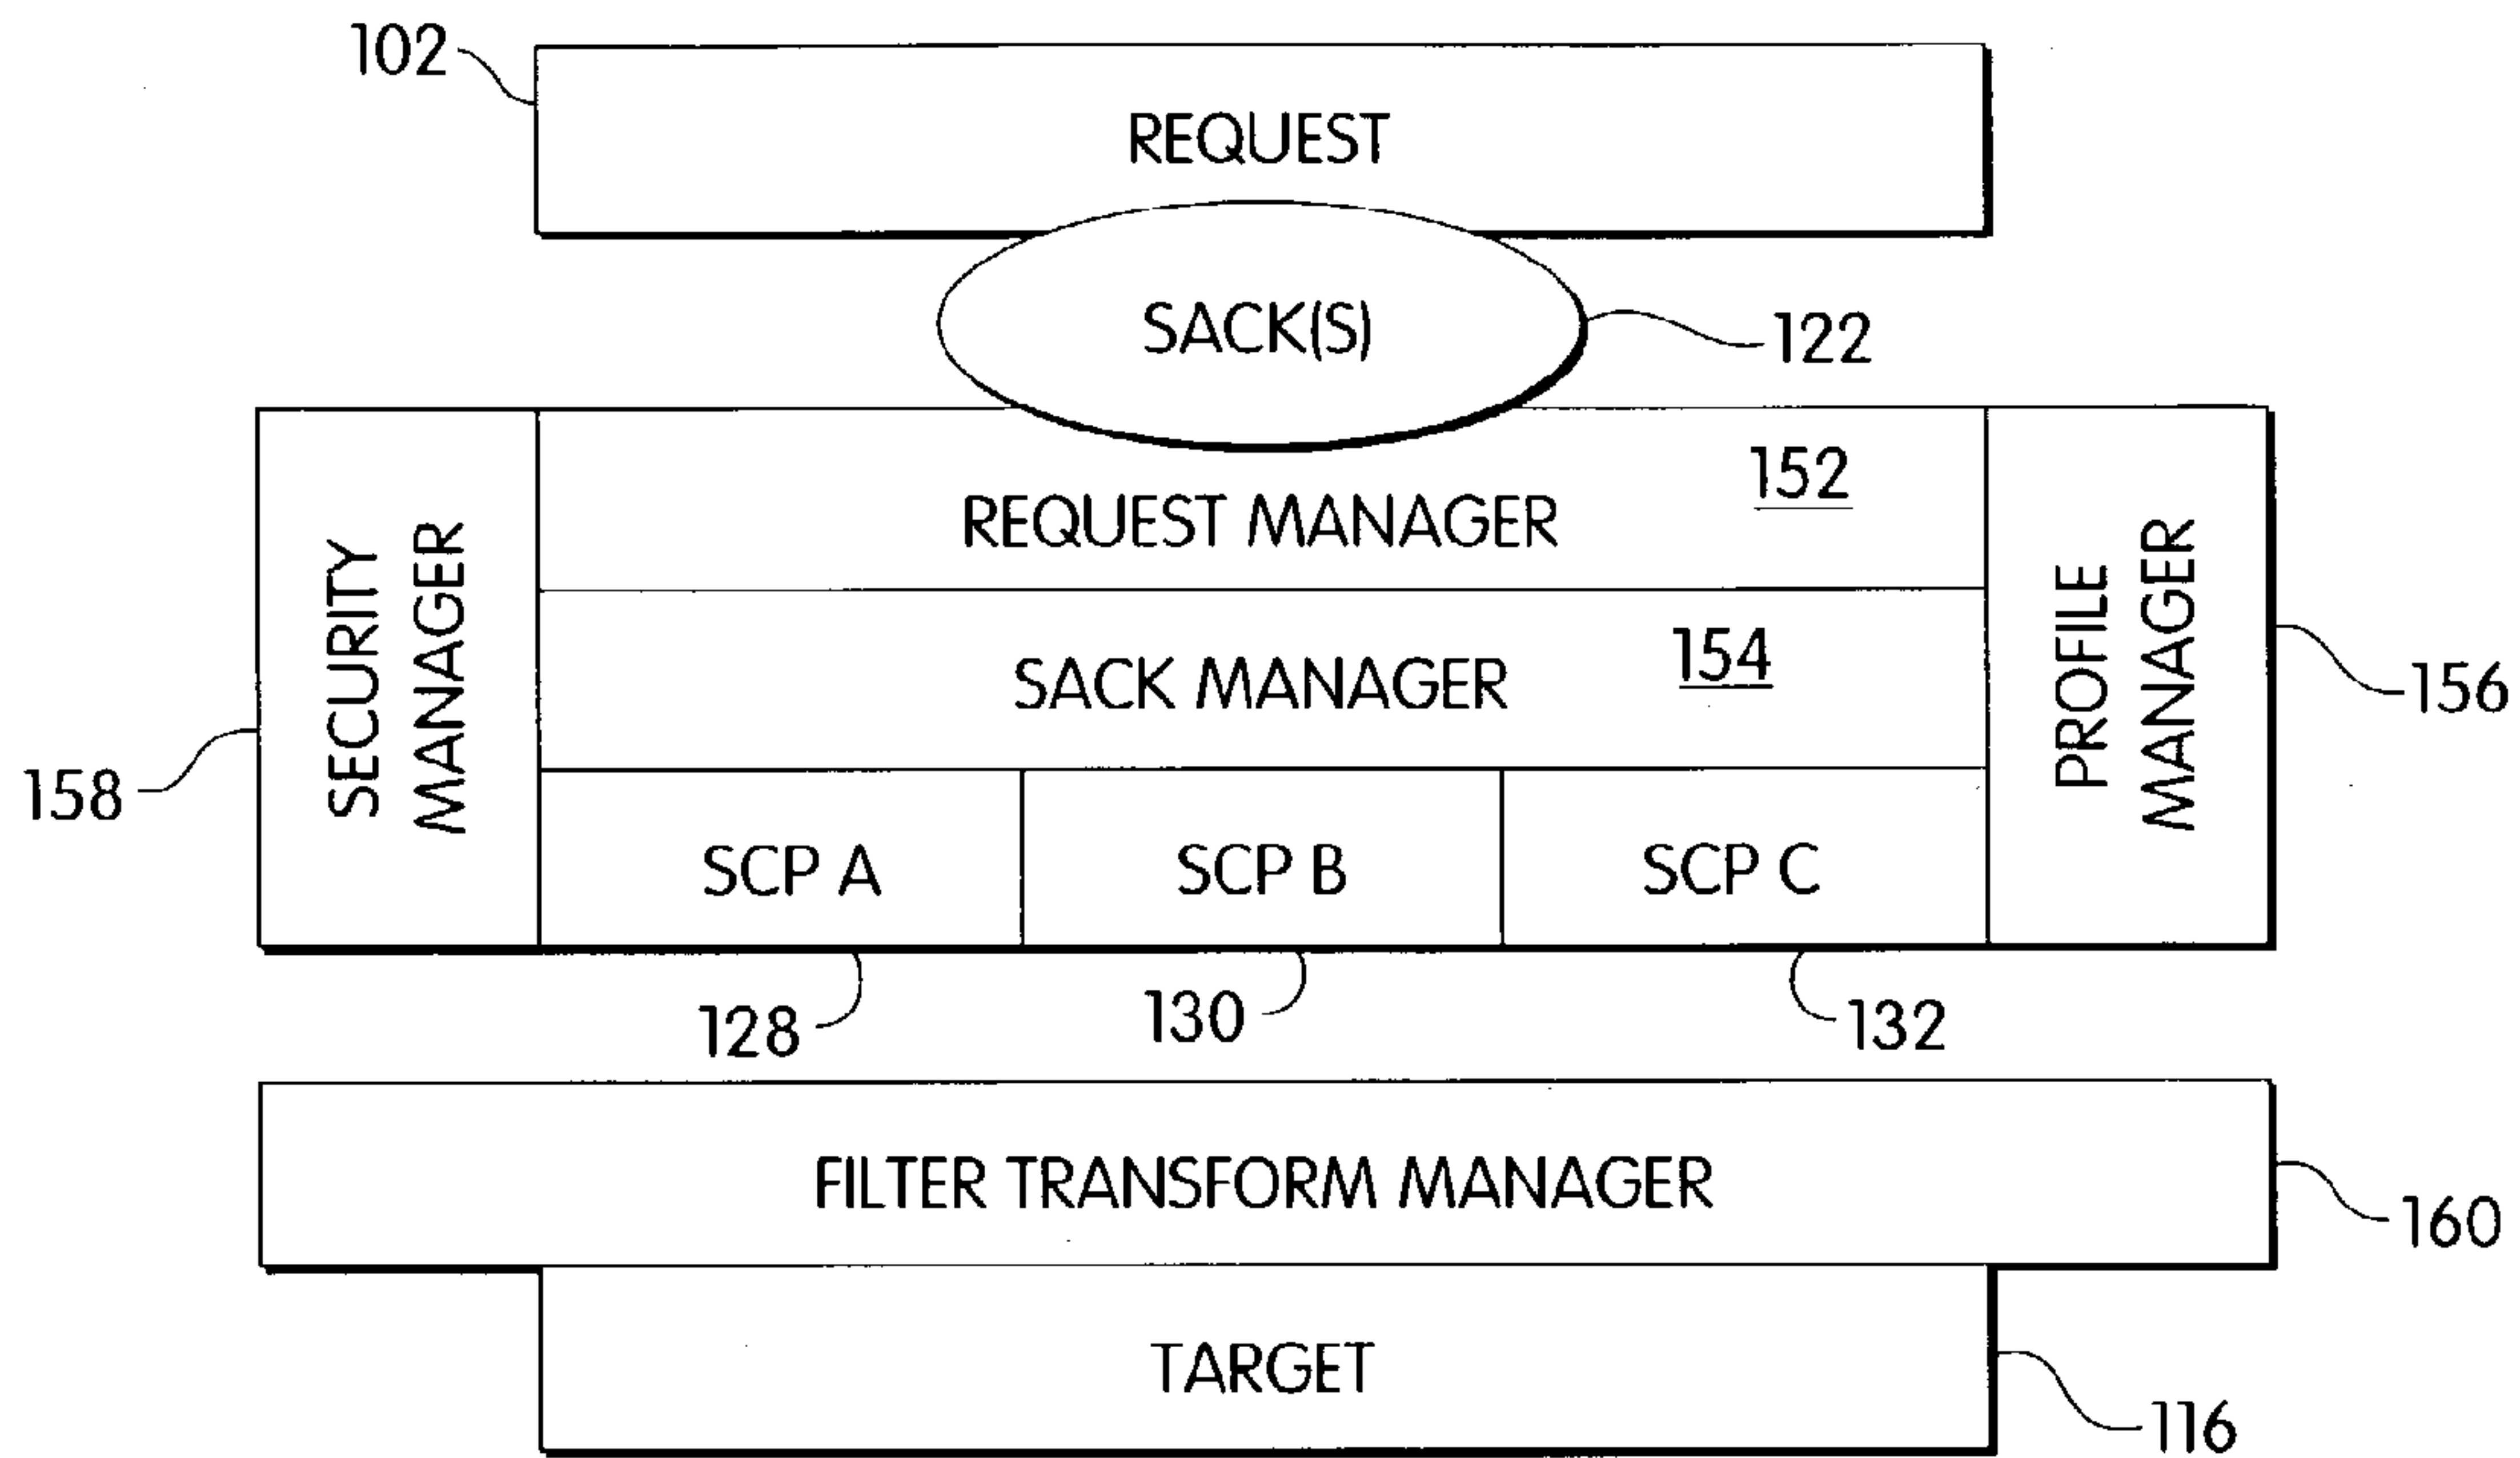 102
REQUEST
SACK(S)
122
152
REQUEST MANAGER
SECURITY
MANAGER
PROFILE
MANAGER
154
SACK MANAGER
156
158
SCP A
SCP B
SCP C
128
130
132
FILTER TRANSFORM MANAGER
160
TARGET
116